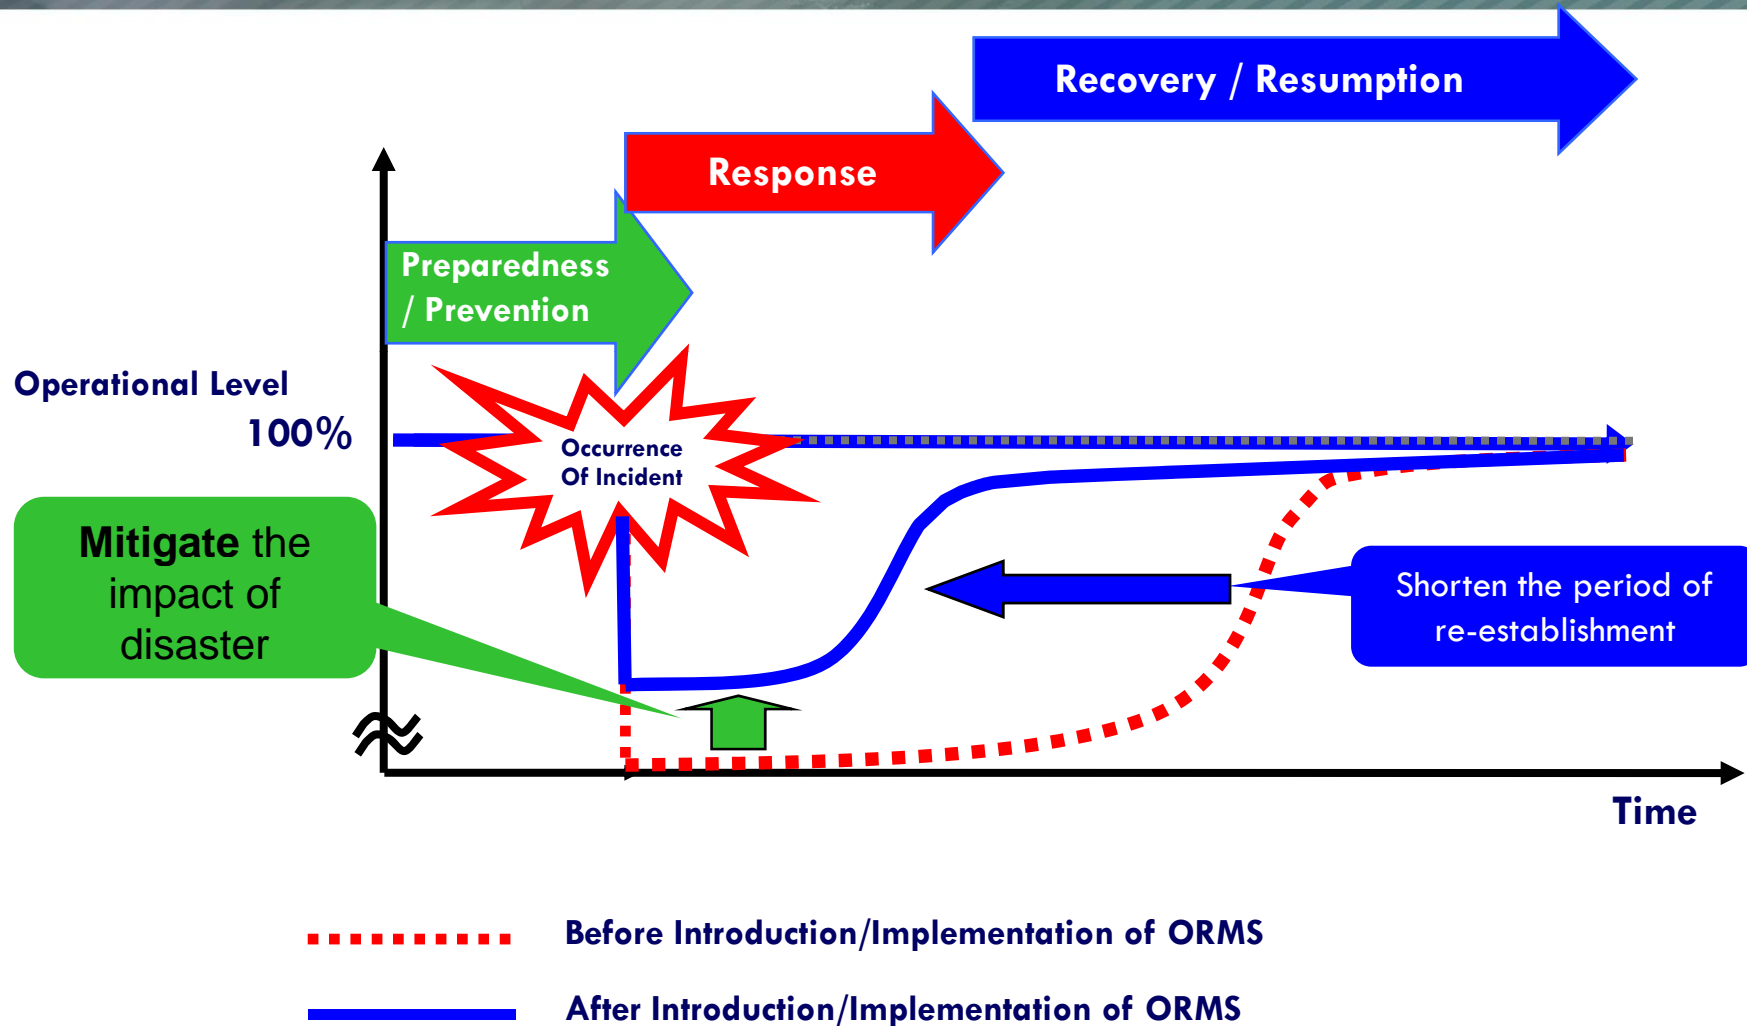 Recovery / Resumption
Response
Preparedness
/ Prevention
Operational Level
100%
Occurrence
Of Incident
Mitigate the
impact of
disaster
Shorten the period of
re-establishment
Time
Before Introduction/Implementation of ORMS
After Introduction/Implementation of ORMS